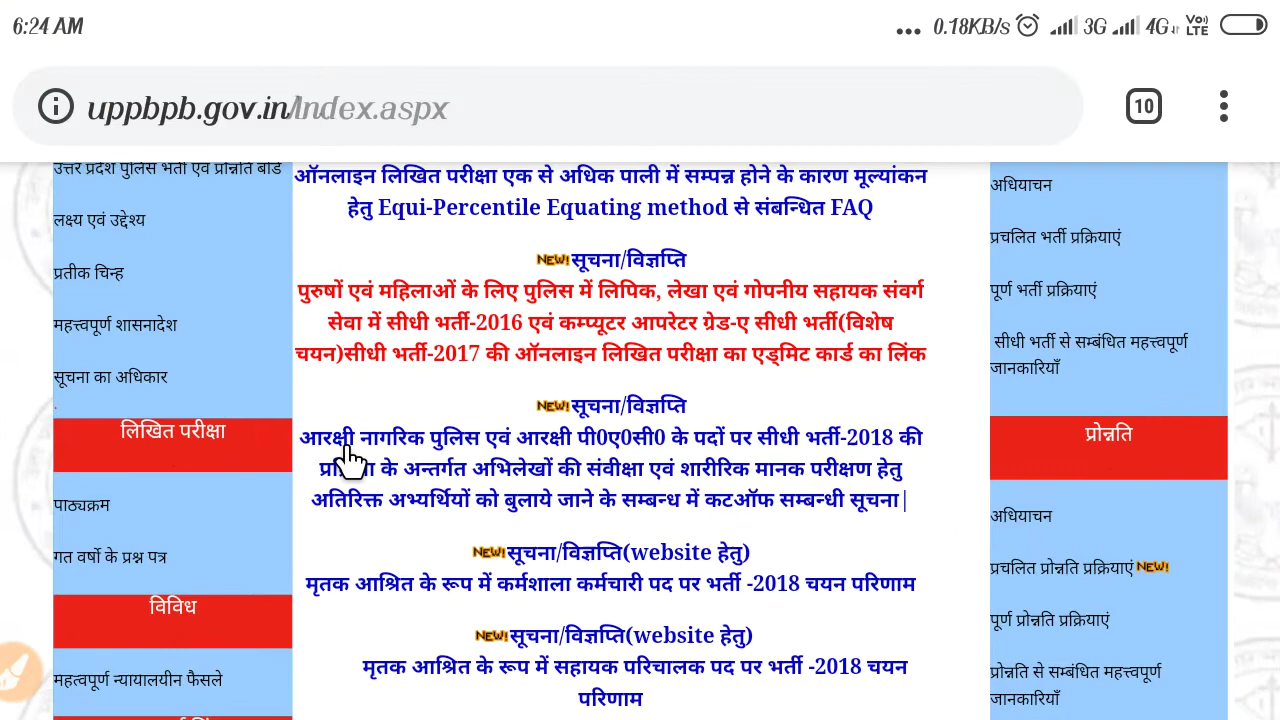 6:24 AM
... 0.18KB/s 3G 4G Vo) LTE
uppbpb.gov.in/Index.aspx
10
उत्तर प्रदेश पुलिस भर्ती एवं प्रोन्नति बोर्ड
लक्ष्य एवं उद्देश्य
प्रतीक चिन्ह
महत्त्वपूर्ण शासनादेश
सूचना का अधिकार
लिखित परीक्षा
पाठ्यक्रम
गत वर्षो के प्रश्न पत्र
विविध
महत्वपूर्ण न्यायालयीन फैसले
ऑनलाइन लिखित परीक्षा एक से अधिक पाली में सम्पन्न होने के कारण मूल्यांकन
हेतु Equi-Percentile Equating method से संबन्धित FAQ
NEW! सूचना/विज्ञप्ति
पुरुषों एवं महिलाओं के लिए पुलिस में लिपिक, लेखा एवं गोपनीय सहायक संवर्ग
सेवा में सीधी भर्ती-2016 एवं कम्प्यूटर आपरेटर ग्रेड-ए सीधी भर्ती(विशेष
चयन)सीधी भर्ती-2017 की ऑनलाइन लिखित परीक्षा का एड्मिट कार्ड का लिंक
NEW! सूचना/विज्ञप्ति
आरक्षी नागरिक पुलिस एवं आरक्षी पी0ए0सी0 के पदों पर सीधी भर्ती-2018 की
के अन्तर्गत अभिलेखों की संवीक्षा एवं शारीरिक मानक परीक्षण हेतु
अतिरिक्त अभ्यर्थियों को बुलाये जाने के सम्बन्ध में कटऑफ सम्बन्धी सूचना|
NEW! सूचना/विज्ञप्ति(website हेतु)
मृतक आश्रित के रूप में कर्मशाला कर्मचारी पद पर भर्ती -2018 चयन परिणाम
NEW! सूचना/विज्ञप्ति(website हेतु)
मृतक आश्रित के रूप में सहायक परिचालक पद पर भर्ती -2018 चयन
परिणाम
अधियाचन
प्रचलित भर्ती प्रक्रियाएं
पूर्ण भर्ती प्रक्रियाएं
सीधी भर्ती से सम्बंधित महत्त्वपूर्ण
जानकारियाँ
प्रोन्नति
अधियाचन
प्रचलित प्रोन्नति प्रक्रियाएं NEW!
पूर्ण प्रोन्नति प्रक्रियाएं
प्रोन्नति से सम्बंधित महत्त्वपूर्ण
जानकारियाँ